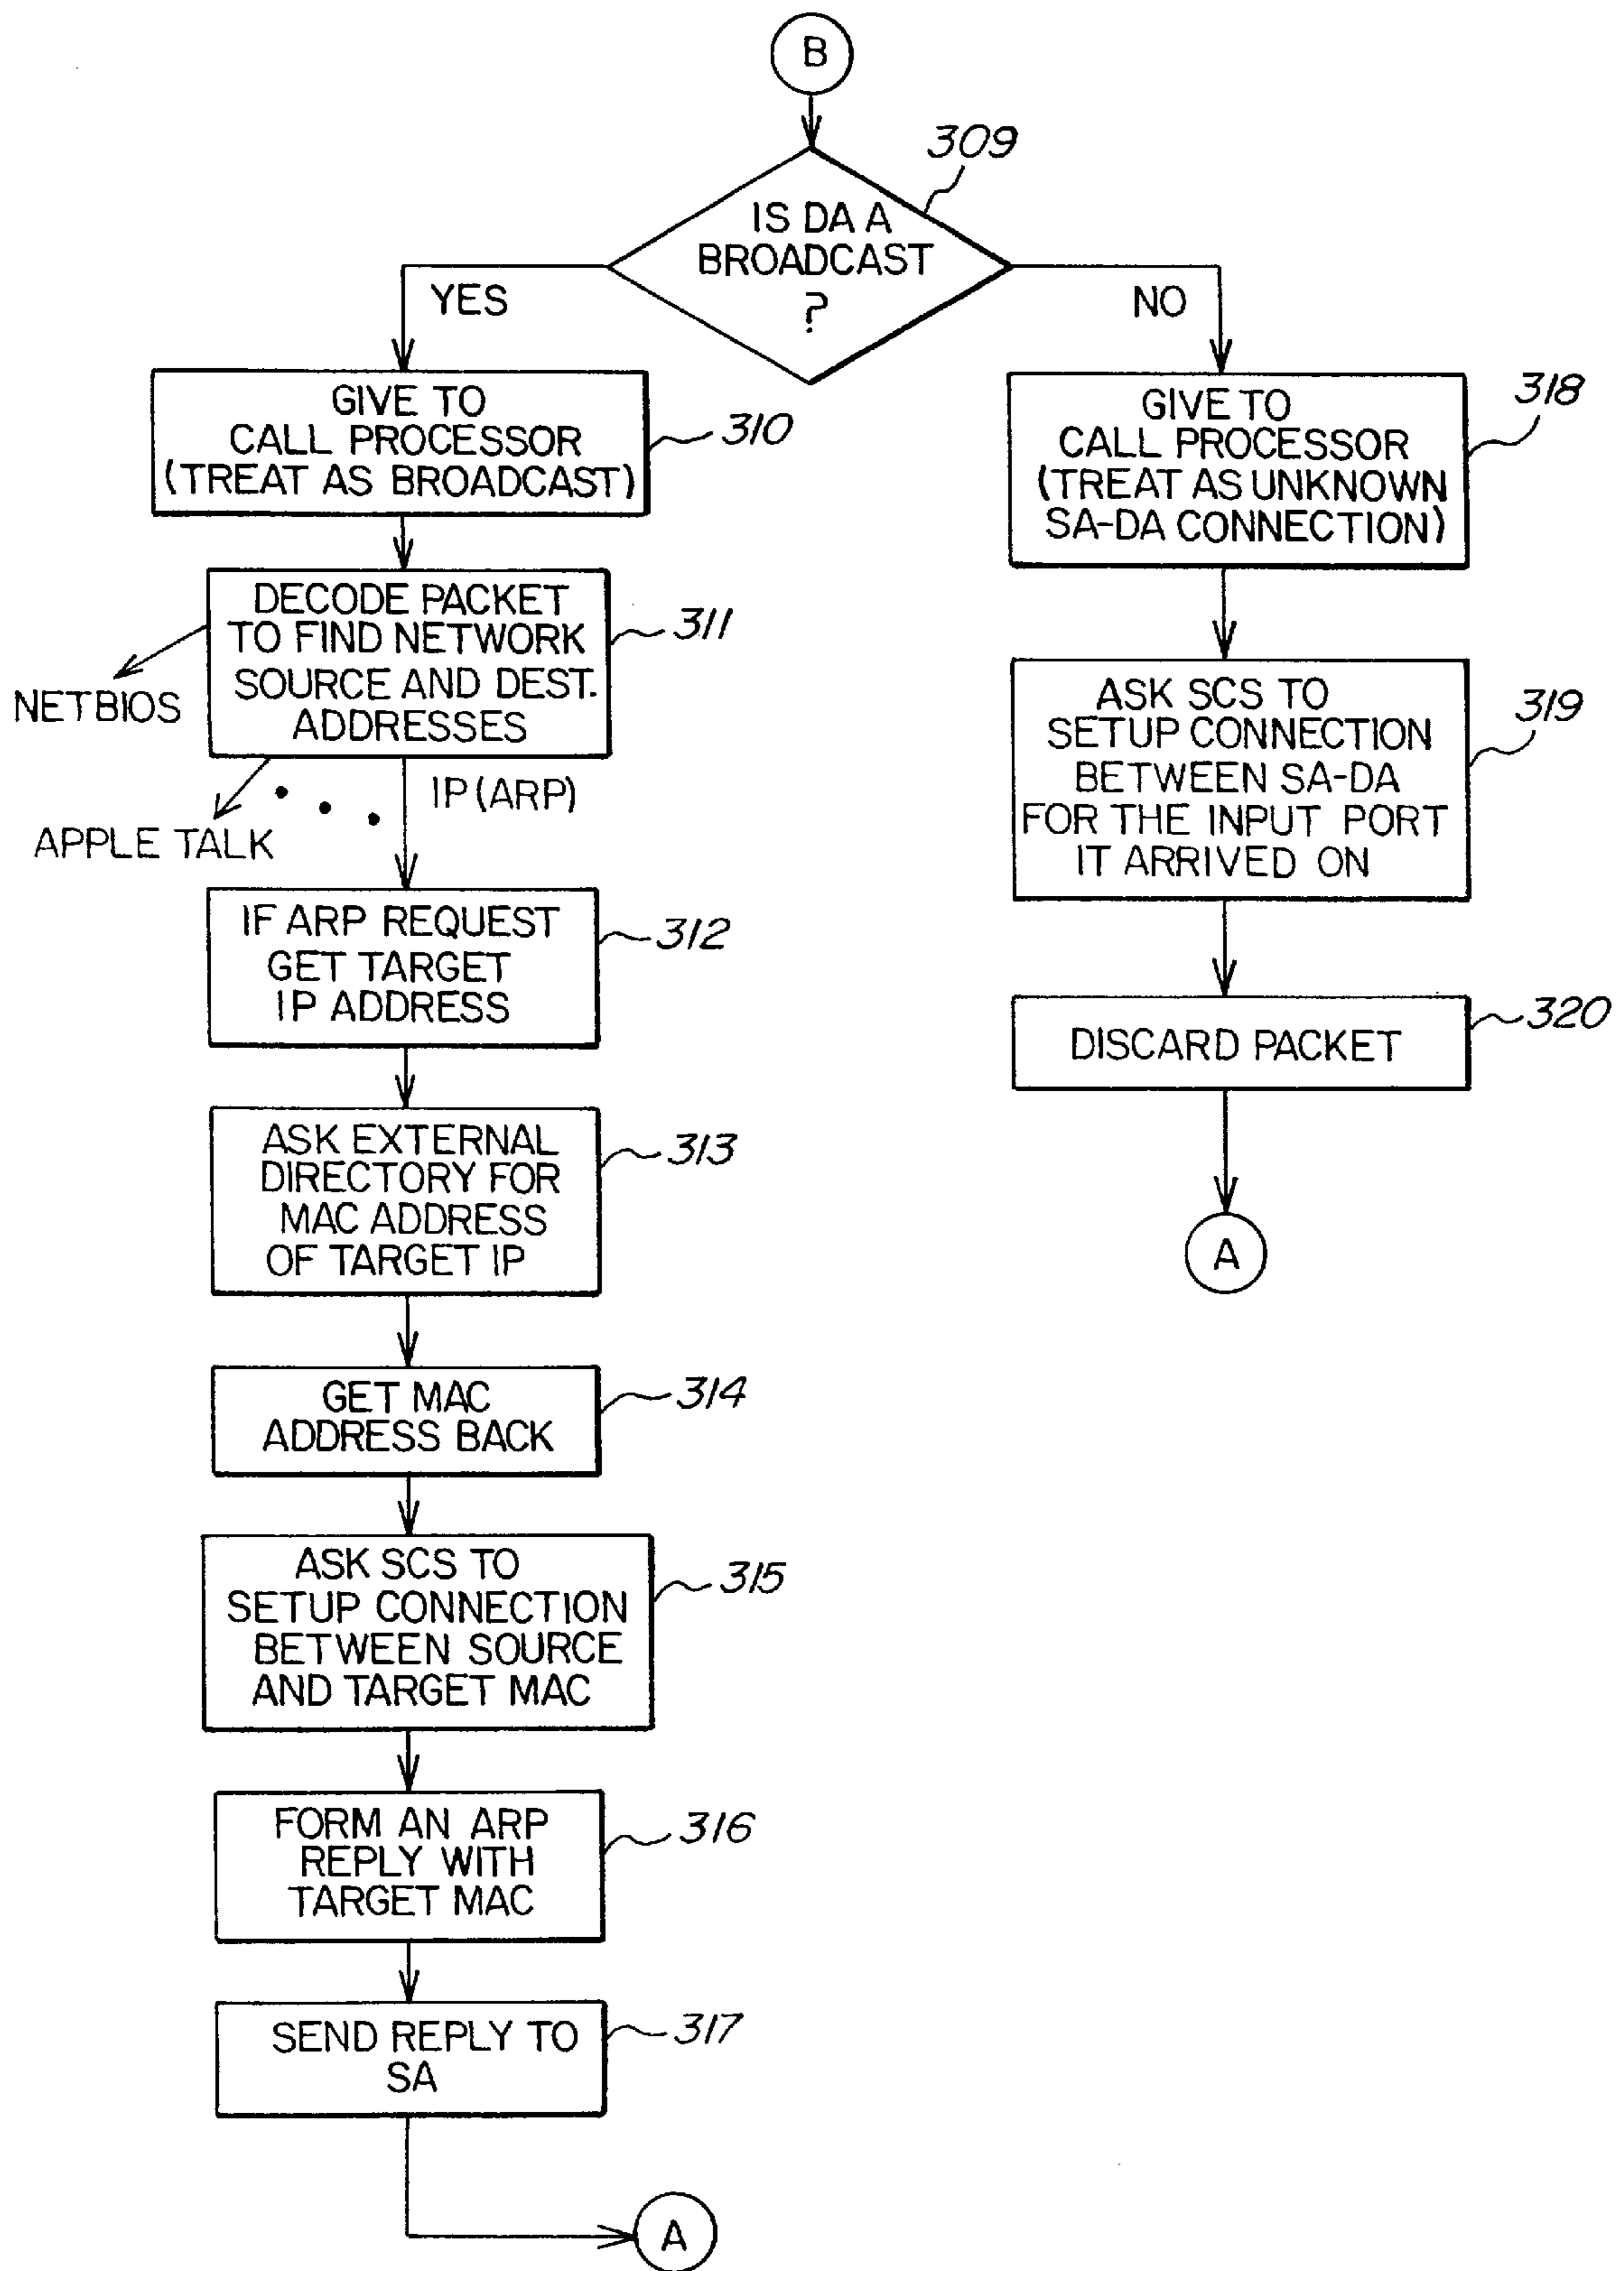 B
309
IS DA A
BROADCAST
?
YES
NO
GIVE TO
CALL PROCESSOR
(TREAT AS BROADCAST)
310
DECODE PACKET
TO FIND NETWORK
SOURCE AND DEST.
ADDRESSES
311
NETBIOS
APPLE TALK
IP (ARP)
IF ARP REQUEST
GET TARGET
IP ADDRESS
312
ASK EXTERNAL
DIRECTORY FOR
MAC ADDRESS
OF TARGET IP
313
GET MAC
ADDRESS BACK
314
ASK SCS TO
SETUP CONNECTION
BETWEEN SOURCE
AND TARGET MAC
315
FORM AN ARP
REPLY WITH
TARGET MAC
316
SEND REPLY TO
SA
317
A
GIVE TO
CALL PROCESSOR
(TREAT AS UNKNOWN
SA-DA CONNECTION)
318
ASK SCS TO
SETUP CONNECTION
BETWEEN SA-DA
FOR THE INPUT PORT
IT ARRIVED ON
319
DISCARD PACKET
320
A